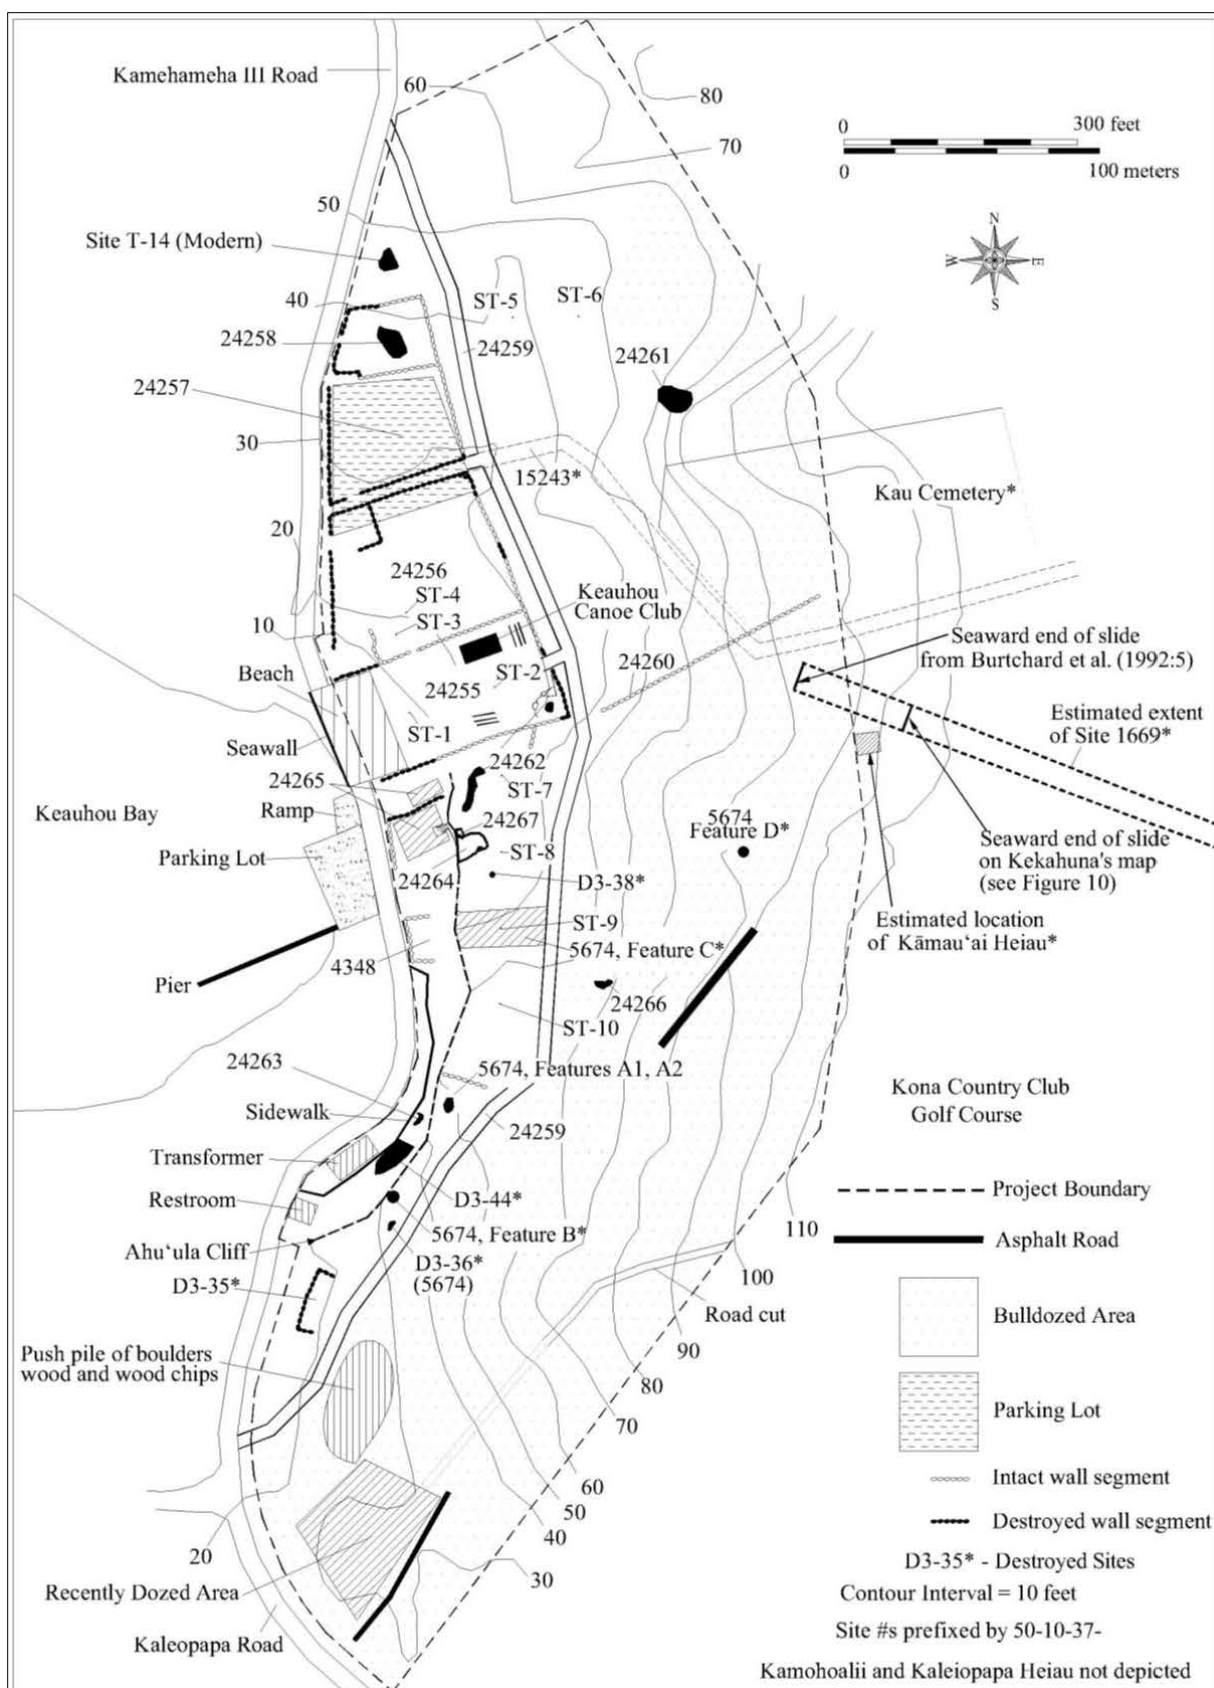 Kamehameha III Road
60
80
70
0
300 feet
0
100 meters
50
Site T-14 (Modern)
N
W
E
S
40
ST-5
ST-6
24258
24259
24261
24257
30
15243*
Kau Cemetery*
20
24256
ST-4
ST-3
Keauhou
Canoe Club
10
Beach
24260
Seaward end of slide
from Burtchard et al. (1992:5)
ST-2
24255
Estimated extent
of Site 1669*
Seawall
ST-1
24262
24265
ST-7
Keauhou Bay
Ramp
24267
5674
Feature D*
Seaward end of slide
on Kekahuna's map
(see Figure 10)
Parking Lot
ST-8
24264
D3-38*
ST-9
Estimated location
of Kāmau‘ai Heiau*
5674, Feature C*
4348
Pier
24266
ST-10
24263
5674, Features A1, A2
Kona Country Club
Golf Course
Sidewalk
24259
Transformer
Restroom
D3-44*
Project Boundary
5674, Feature B*
110
Asphalt Road
Ahu‘ula Cliff
D3-36*
(5674)
D3-35*
100
Road cut
Bulldozed Area
Push pile of boulders
wood and wood chips
90
80
Parking Lot
70
60
Intact wall segment
50
Destroyed wall segment
40
20
D3-35* - Destroyed Sites
30
Recently Dozed Area
Contour Interval = 10 feet
Kaleopapa Road
Site #s prefixed by 50-10-37-
Kamohoalii and Kaleiopapa Heiau not depicted